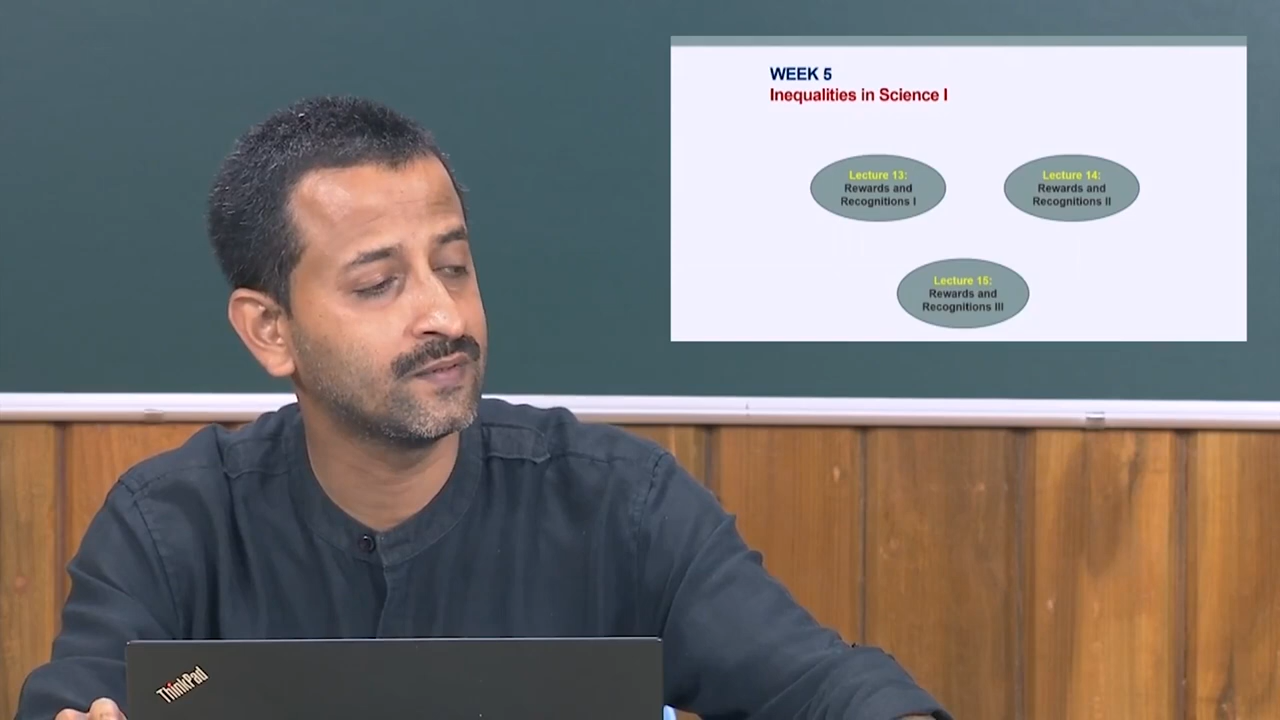 WEEK 5
Inequalities in Science I
Lecture 13:
Rewards and
Recognitions I
Lecture 14:
Rewards and
Recognitions II
Lecture 15:
Rewards and
Recognitions III
ThinkPad